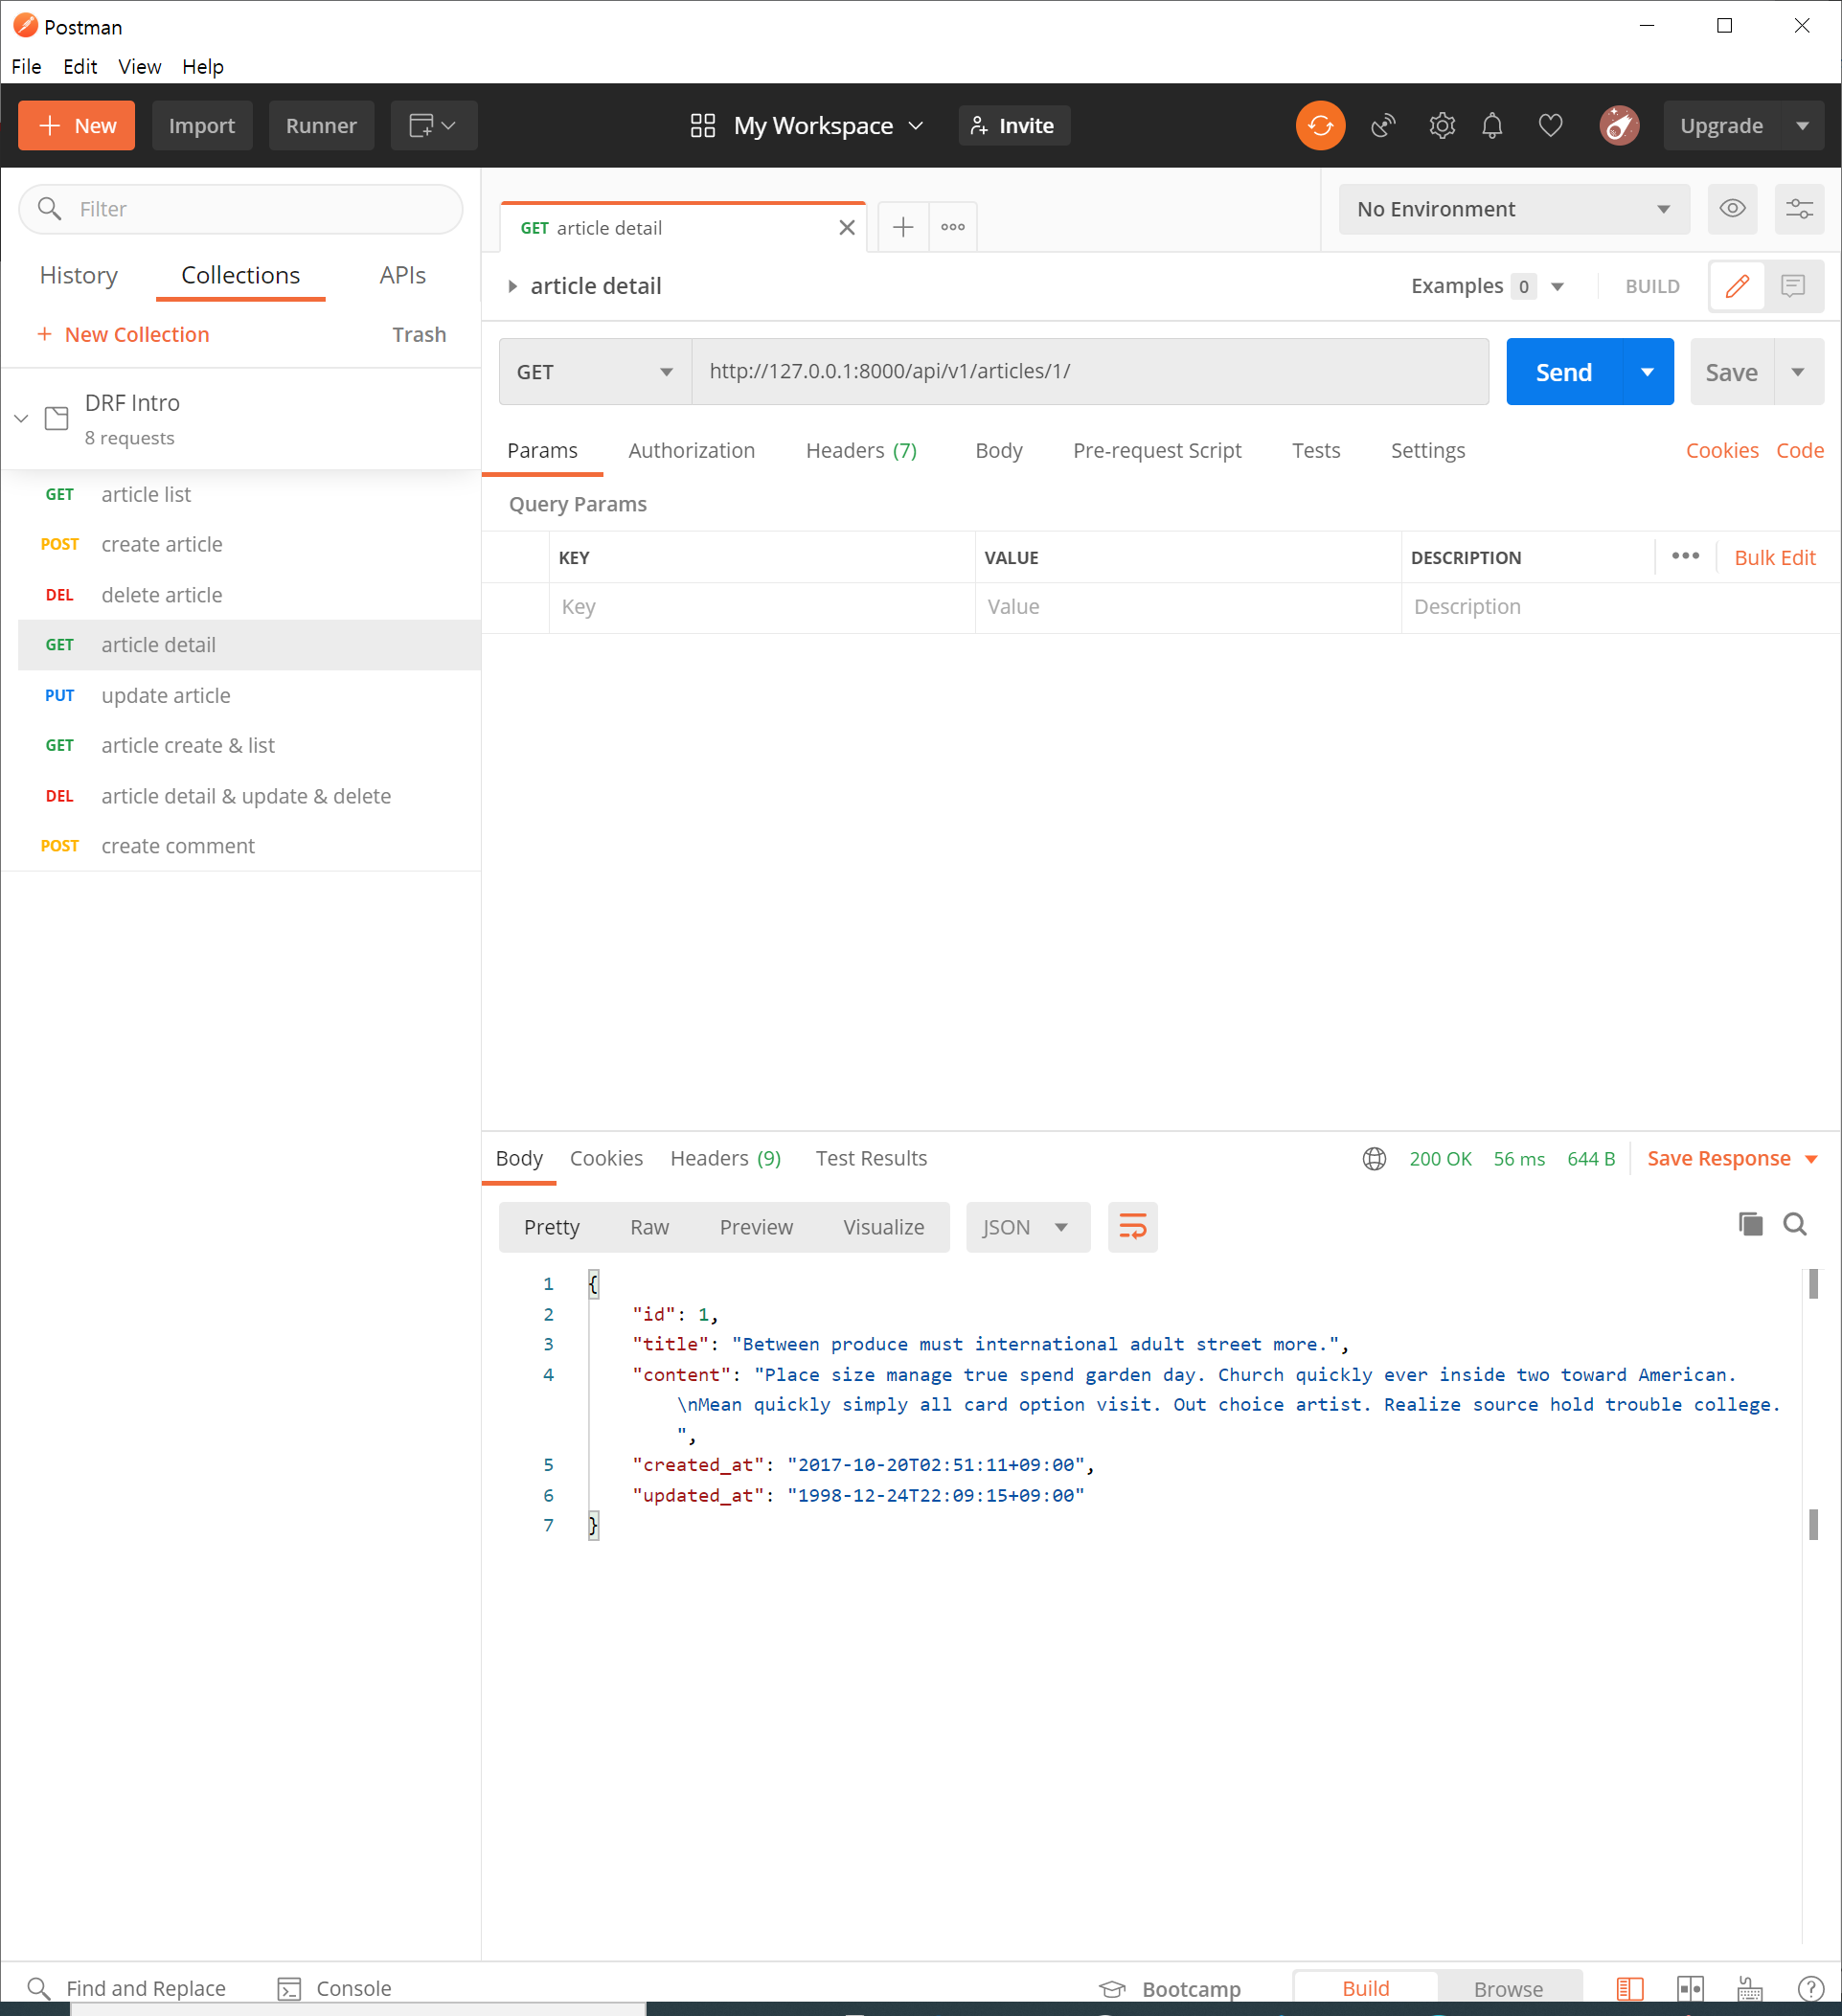 Postman
File Edit View Help
New Import Runner My Workspace Invite Upgrade
Filter
History Collections APIs
+ New Collection Trash
DRF Intro
8 requests
GET article list
POST create article
DEL delete article
GET article detail
PUT update article
GET article create & list
DEL article detail & update & delete
POST create comment
GET article detail
No Environment
article detail
Examples 0 BUILD
GET http://127.0.0.1:8000/api/v1/articles/1/ Send Save
Params Authorization Headers (7) Body Pre-request Script Tests Settings Cookies Code
Query Params
KEY VALUE DESCRIPTION Bulk Edit
Key Value Description
Body Cookies Headers (9) Test Results 200 OK 56 ms 644 B Save Response
Pretty Raw Preview Visualize JSON
1 {
2 "id": 1,
3 "title": "Between produce must international adult street more.",
4 "content": "Place size manage true spend garden day. Church quickly ever inside two toward American.
\nMean quickly simply all card option visit. Out choice artist. Realize source hold trouble college.
",
5 "created_at": "2017-10-20T02:51:11+09:00",
6 "updated_at": "1998-12-24T22:09:15+09:00"
7 }
Find and Replace Console Bootcamp Build Browse